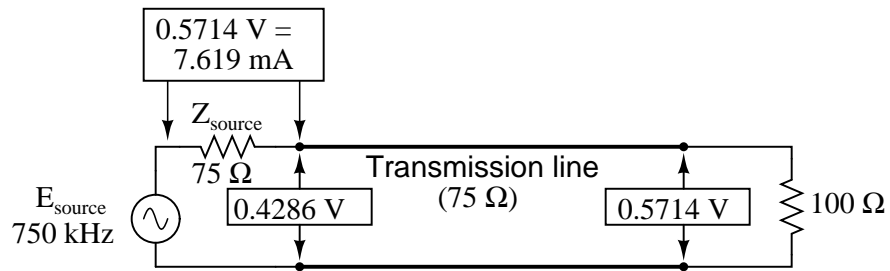 0.5714 V =
7.619 mA
Zsource
75 Ω
Transmission line
(75 Ω)
Esource
750 kHz
0.4286 V
0.5714 V
100 Ω